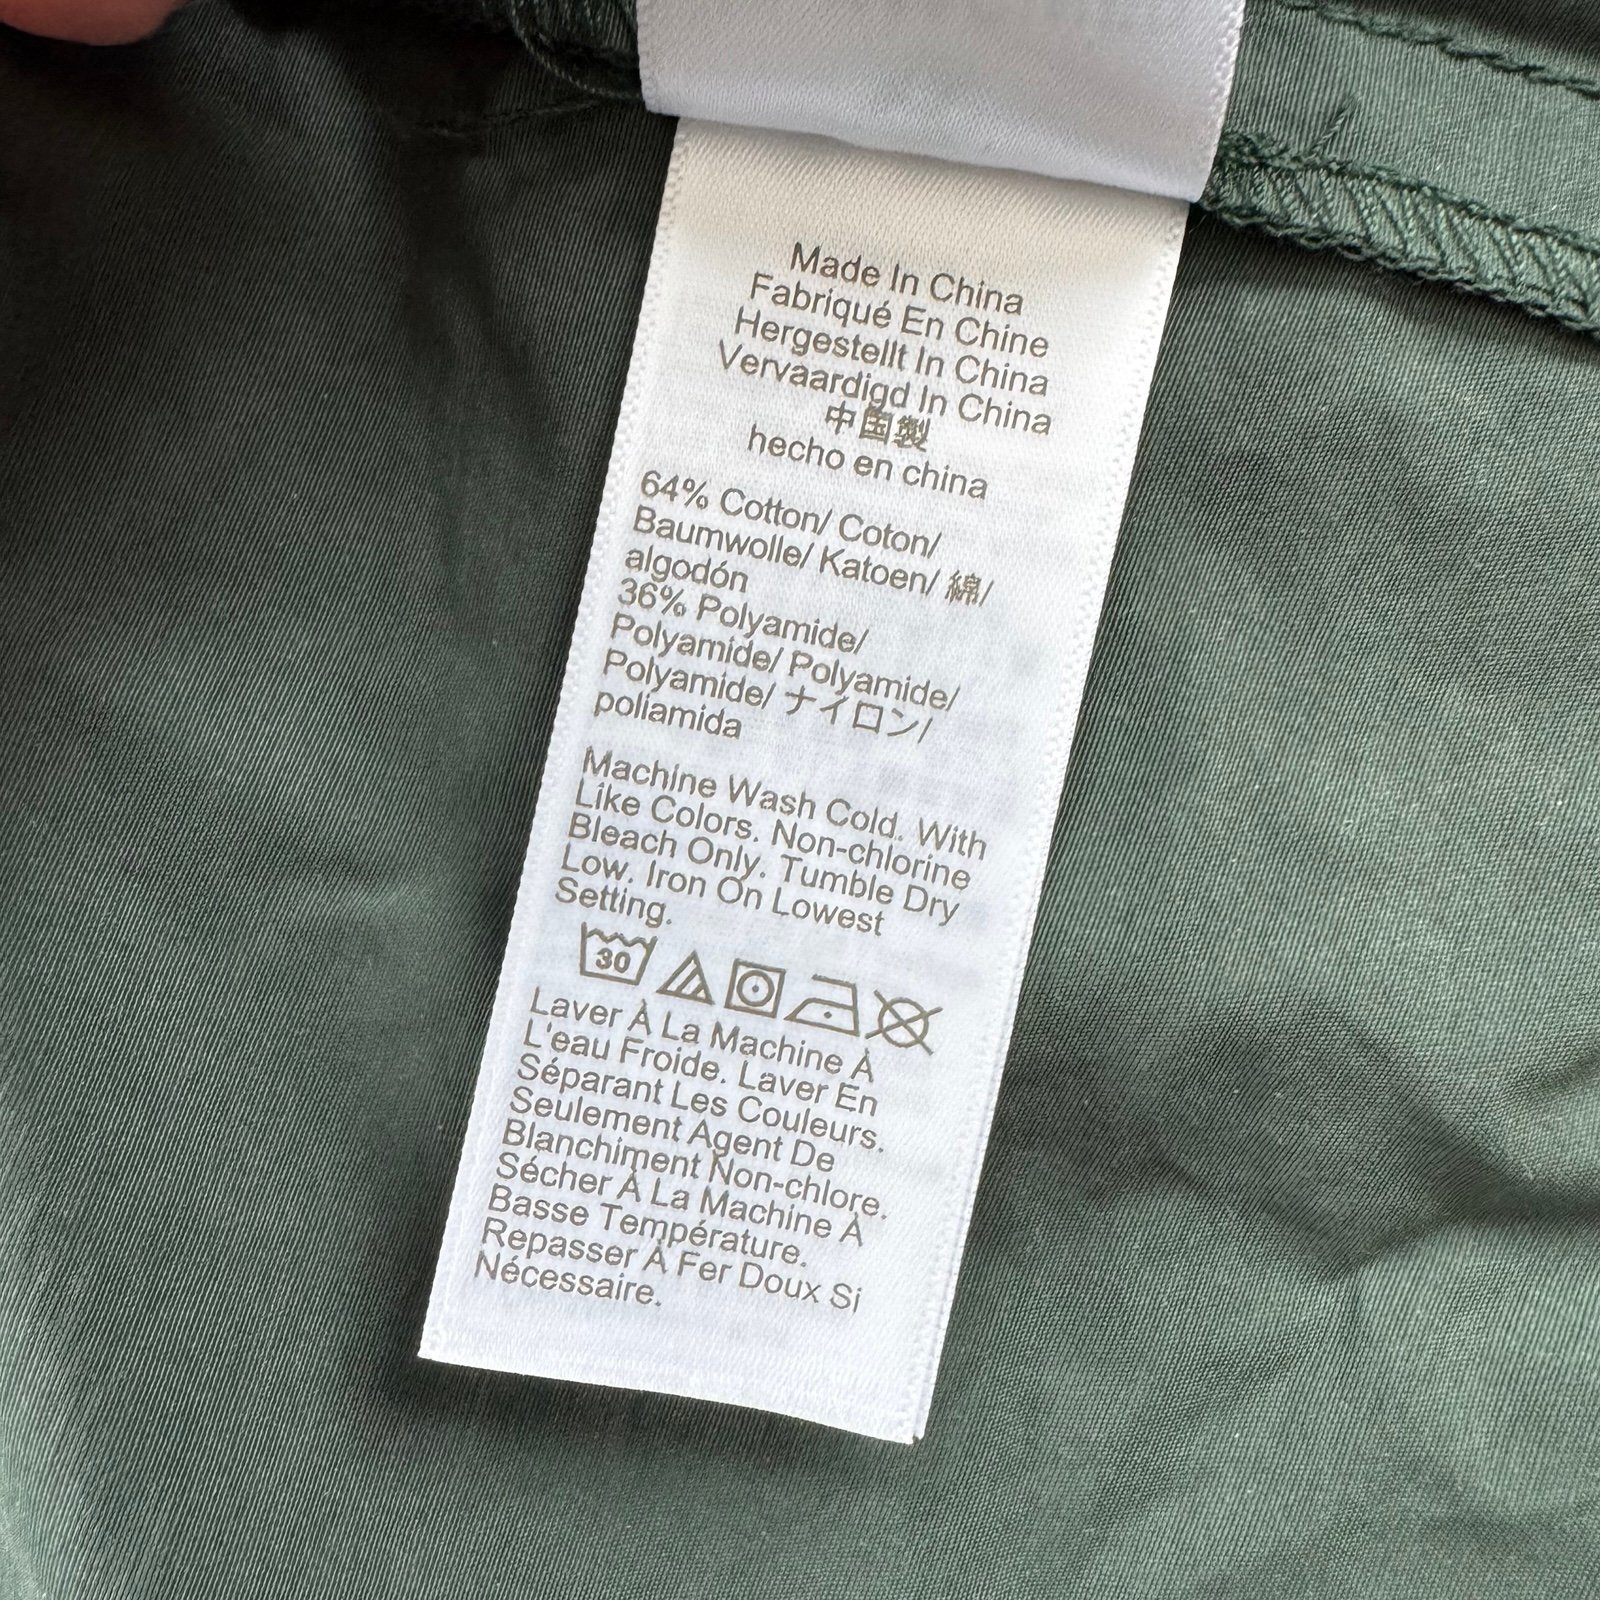 Made In China
Fabriqué En Chine
Hergestellt In China
Vervaardigd In China
中国製
hecho en china
64% Cotton/ Coton/
Baumwolle/ Katoen/ 綿/
algodón
36% Polyamide/
Polyamide/ Polyamide/
Polyamide/ ナイロン/
poliamida
Machine Wash Cold. With
Like Colors. Non-chlorine
Bleach Only. Tumble Dry
Low. Iron On Lowest
Setting.
30
Laver À La Machine À
L'eau Froide. Laver En
Séparant Les Couleurs.
Seulement Agent De
Blanchiment Non-chlore.
Sécher À La Machine À
Basse Température.
Repasser À Fer Doux Si
Nécessaire.